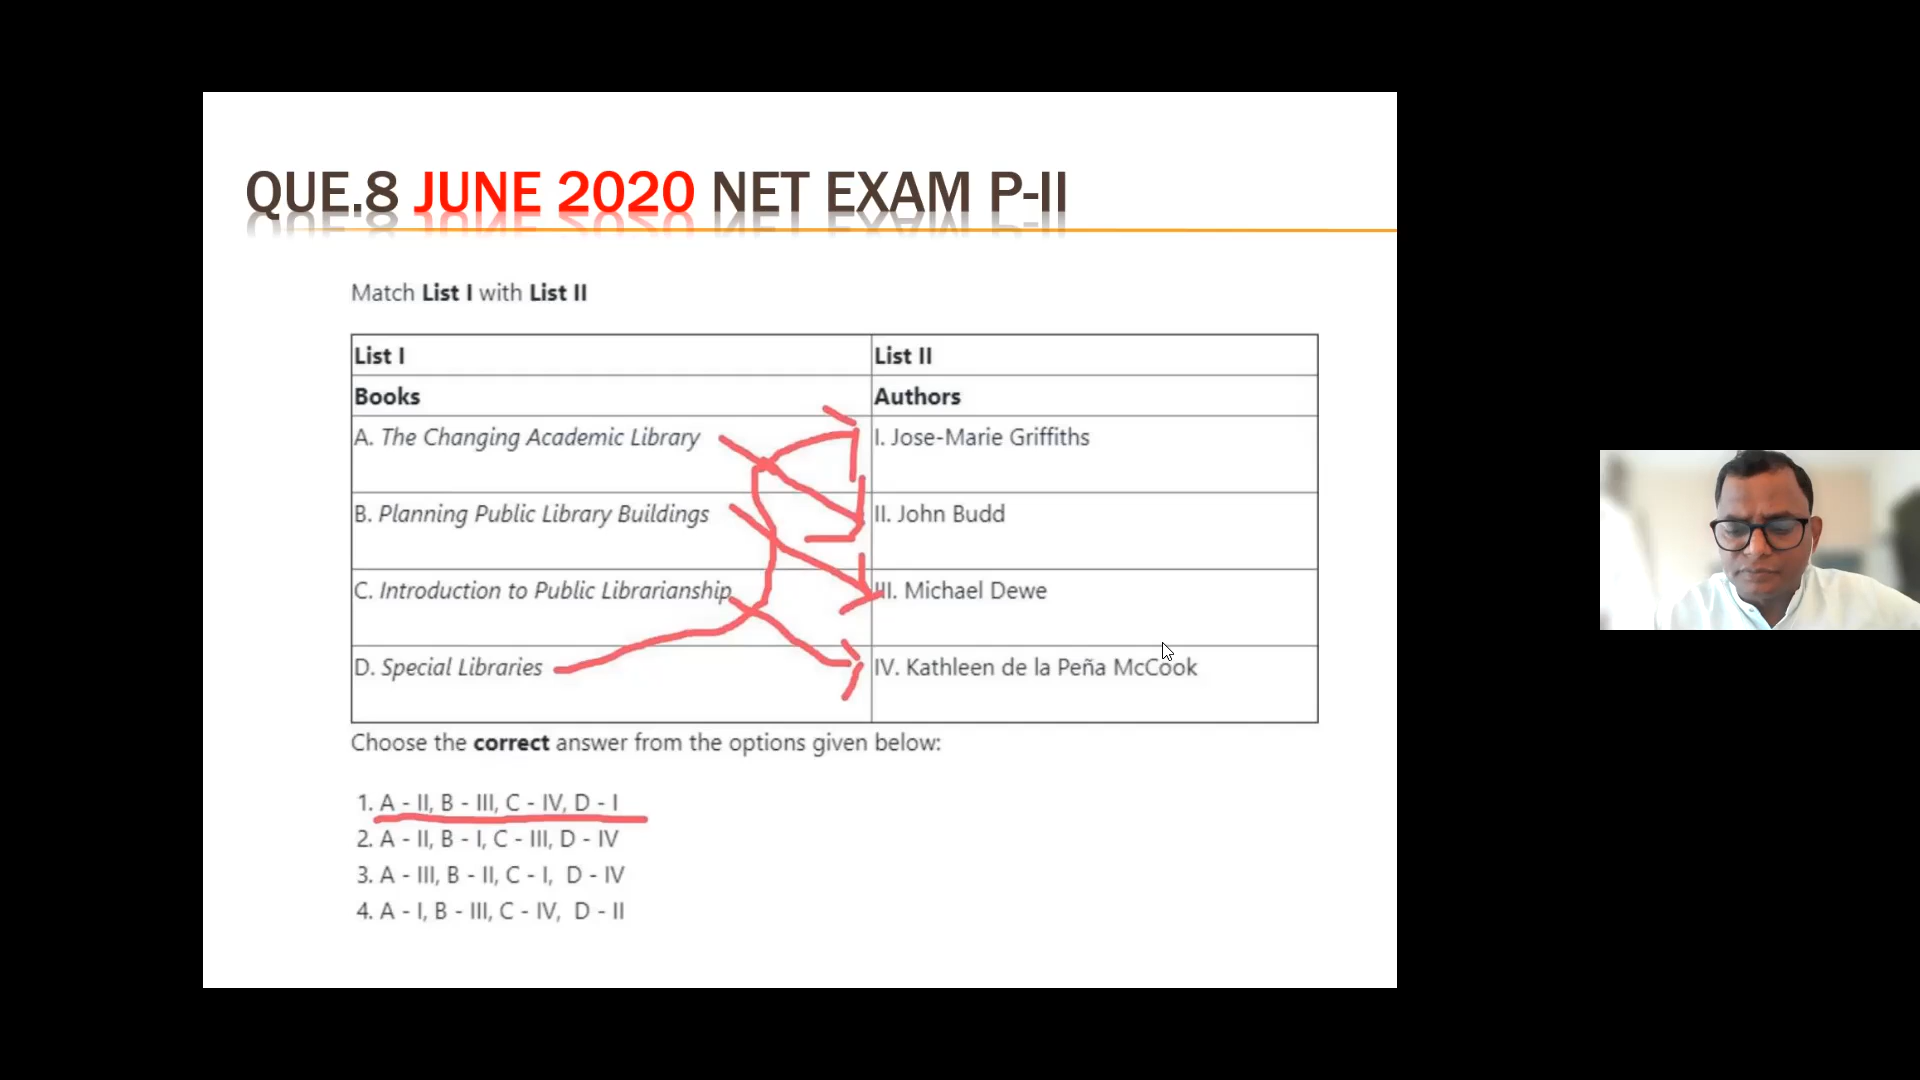 QUE.8 JUNE 2020 NET EXAM P-II
Match List I with List II
List I List II
Books Authors
A. The Changing Academic Library I. Jose-Marie Griffiths
B. Planning Public Library Buildings II. John Budd
C. Introduction to Public Librarianship III. Michael Dewe
D. Special Libraries IV. Kathleen de la Peña McCook
Choose the correct answer from the options given below:
1. A - II, B - III, C - IV, D - I
2. A - II, B - I, C - III, D - IV
3. A - III, B - II, C - I, D - IV
4. A - I, B - III, C - IV, D - II